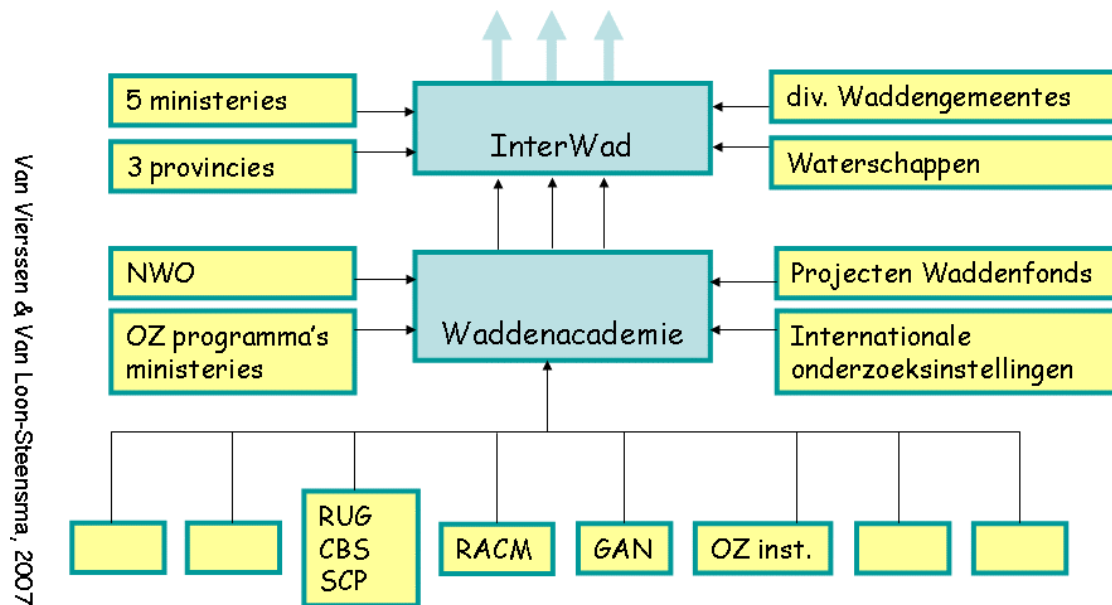 5 ministeries
div. Waddengemeentes
InterWad
3 provincies
Waterschappen
NWO
Projecten Waddenfonds
Waddenacademie
OZ programma's
ministeries
Internationale
onderzoeksinstellingen
RUG
CBS
SCP
RACM
GAN
OZ inst.
Van Vierssen & Van Loon-Steensma, 2007